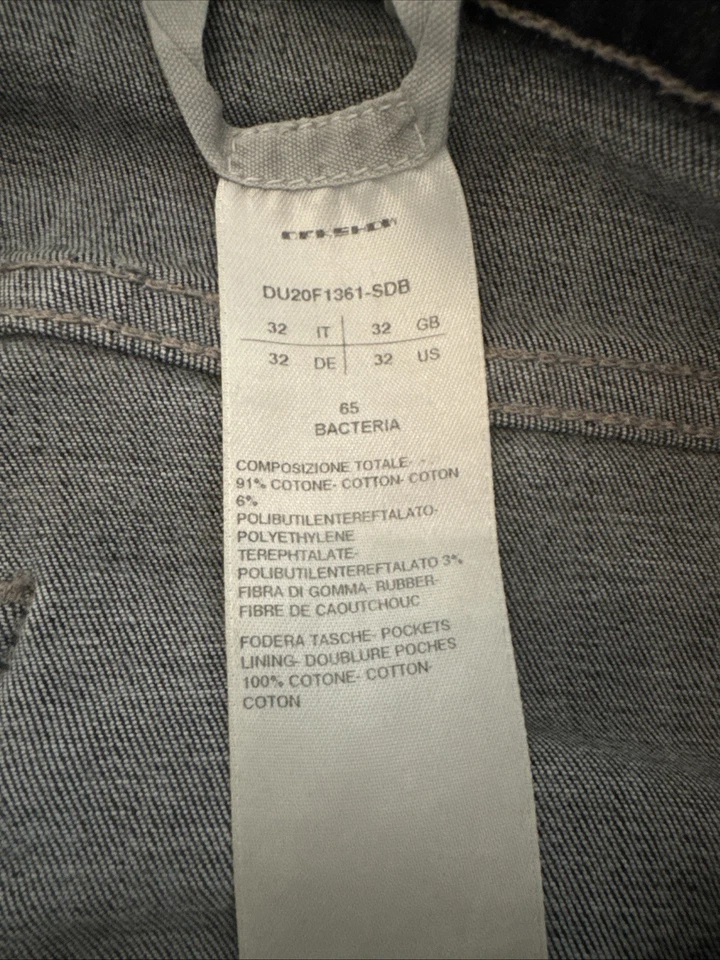 DRKSHDW
DU20F1361-SDB
32 IT 32 GB
32 DE 32 US
65
BACTERIA
COMPOSIZIONE TOTALE-
91% COTONE- COTTON- COTON
6%
POLIBUTILENTEREFTALATO-
POLYETHYLENE
TEREPHTALATE-
POLIBUTILENTEREFTALATO 3%
FIBRA DI GOMMA- RUBBER-
FIBRE DE CAOUTCHOUC
FODERA TASCHE- POCKETS
LINING- DOUBLURE POCHES
100% COTONE- COTTON-
COTON